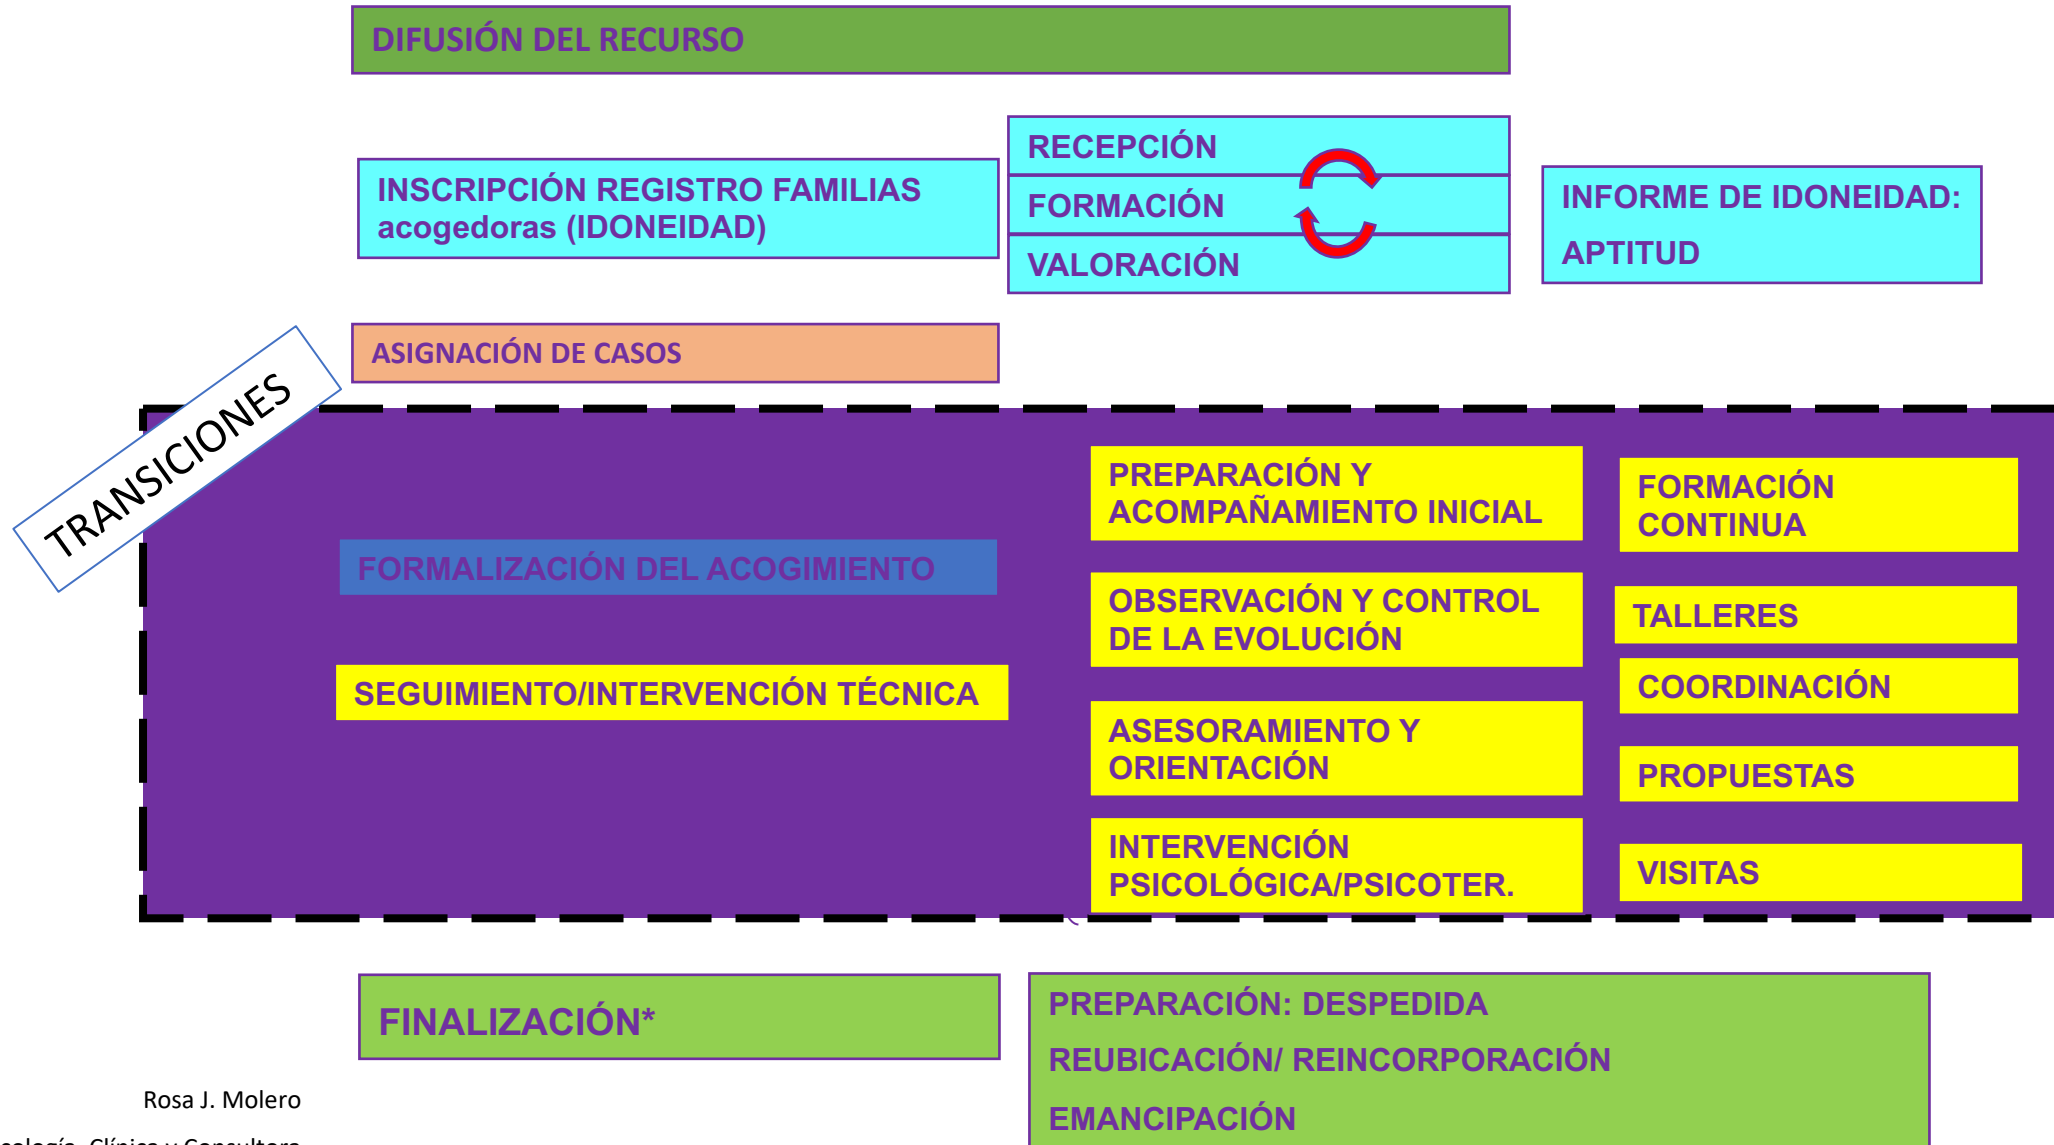 DIFUSIÓN DEL RECURSO
INSCRIPCIÓN REGISTRO FAMILIAS
acogedoras (IDONEIDAD)
RECEPCIÓN
FORMACIÓN
VALORACIÓN
INFORME DE IDONEIDAD:
APTITUD
ASIGNACIÓN DE CASOS
TRANSICIONES
FORMALIZACIÓN DEL ACOGIMIENTO
SEGUIMIENTO/INTERVENCIÓN TÉCNICA
PREPARACIÓN Y
ACOMPAÑAMIENTO INICIAL
OBSERVACIÓN Y CONTROL
DE LA EVOLUCIÓN
ASESORAMIENTO Y
ORIENTACIÓN
INTERVENCIÓN
PSICOLÓGICA/PSICOTER.
FORMACIÓN
CONTINUA
TALLERES
COORDINACIÓN
PROPUESTAS
VISITAS
FINALIZACIÓN*
PREPARACIÓN: DESPEDIDA
REUBICACIÓN/ REINCORPORACIÓN
EMANCIPACIÓN
Rosa J. Molero